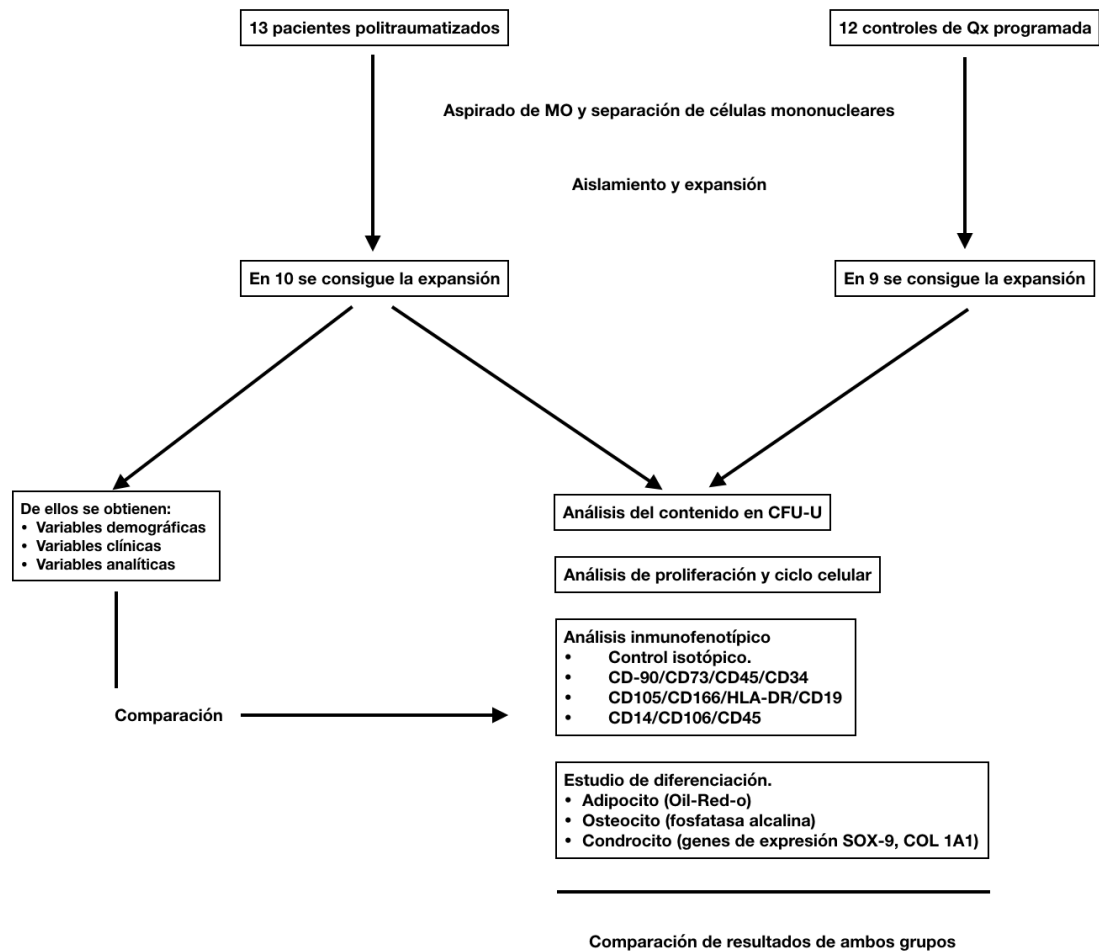 13 pacientes politraumatizados
12 controles de Qx programada
Aspirado de MO y separación de células mononucleares
Aislamiento y expansión
En 10 se consigue la expansión
En 9 se consigue la expansión
De ellos se obtienen:
• Variables demográficas
• Variables clínicas
• Variables analíticas
Comparación
Análisis del contenido en CFU-U
Análisis de proliferación y ciclo celular
Análisis inmunofenotípico
• Control isotópico.
• CD-90/CD73/CD45/CD34
• CD105/CD166/HLA-DR/CD19
• CD14/CD106/CD45
Estudio de diferenciación.
• Adipocito (Oil-Red-o)
• Osteocito (fosfatasa alcalina)
• Condrocito (genes de expresión SOX-9, COL 1A1)
Comparación de resultados de ambos grupos